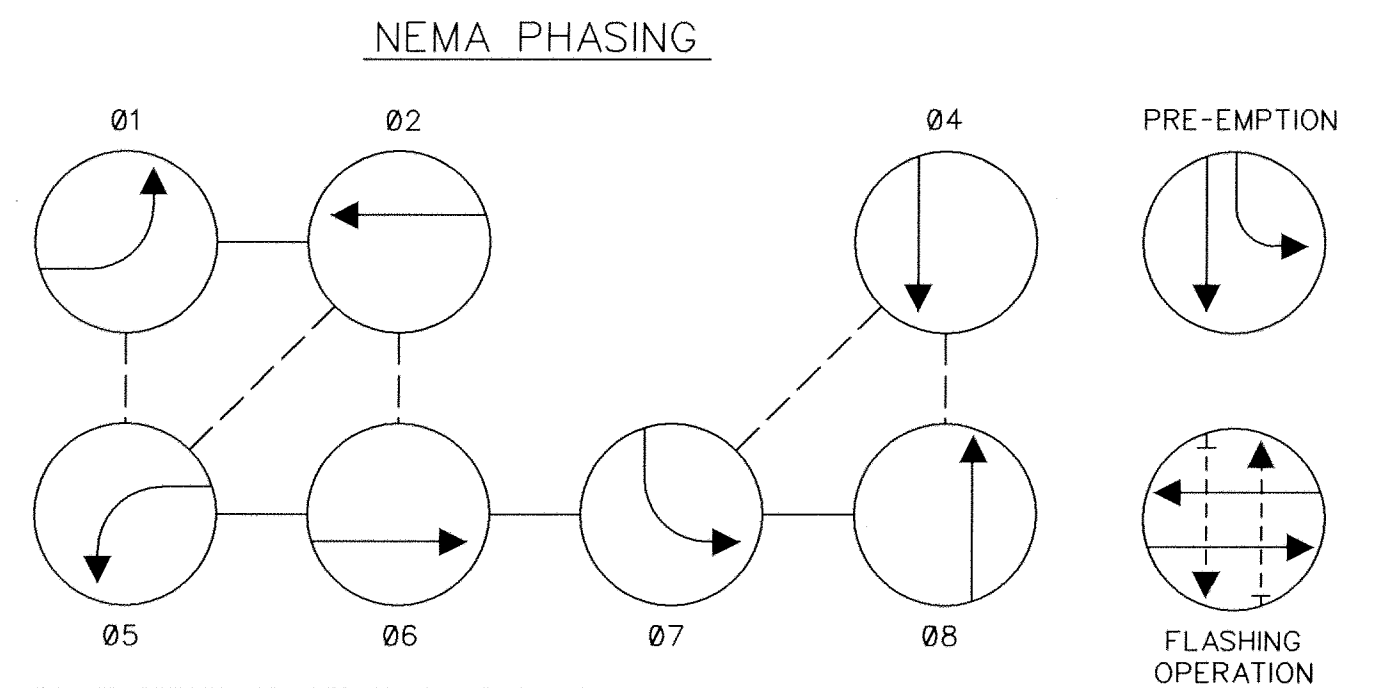 NEMA PHASING
Ø1
Ø2
Ø4
PRE-EMPTION
Ø5
Ø6
Ø7
Ø8
FLASHING
OPERATION